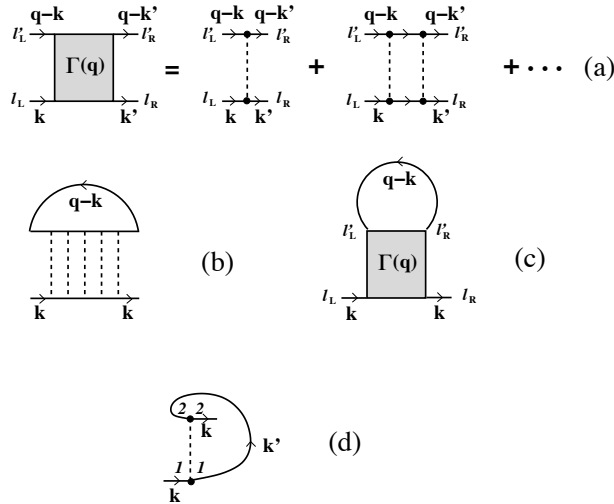 q−k q−k' q−k q−k' q−k q−k'
l'L l'R l'L l'R l'L l'R
Γ(q) = + + · · · (a)
lL lR lL lR lL lR
k k' k k' k k'
q−k
(b)
k k
q−k
l'L l'R
Γ(q)
(c)
lL lR
k k
2 2
k
k'
(d)
1 1
k